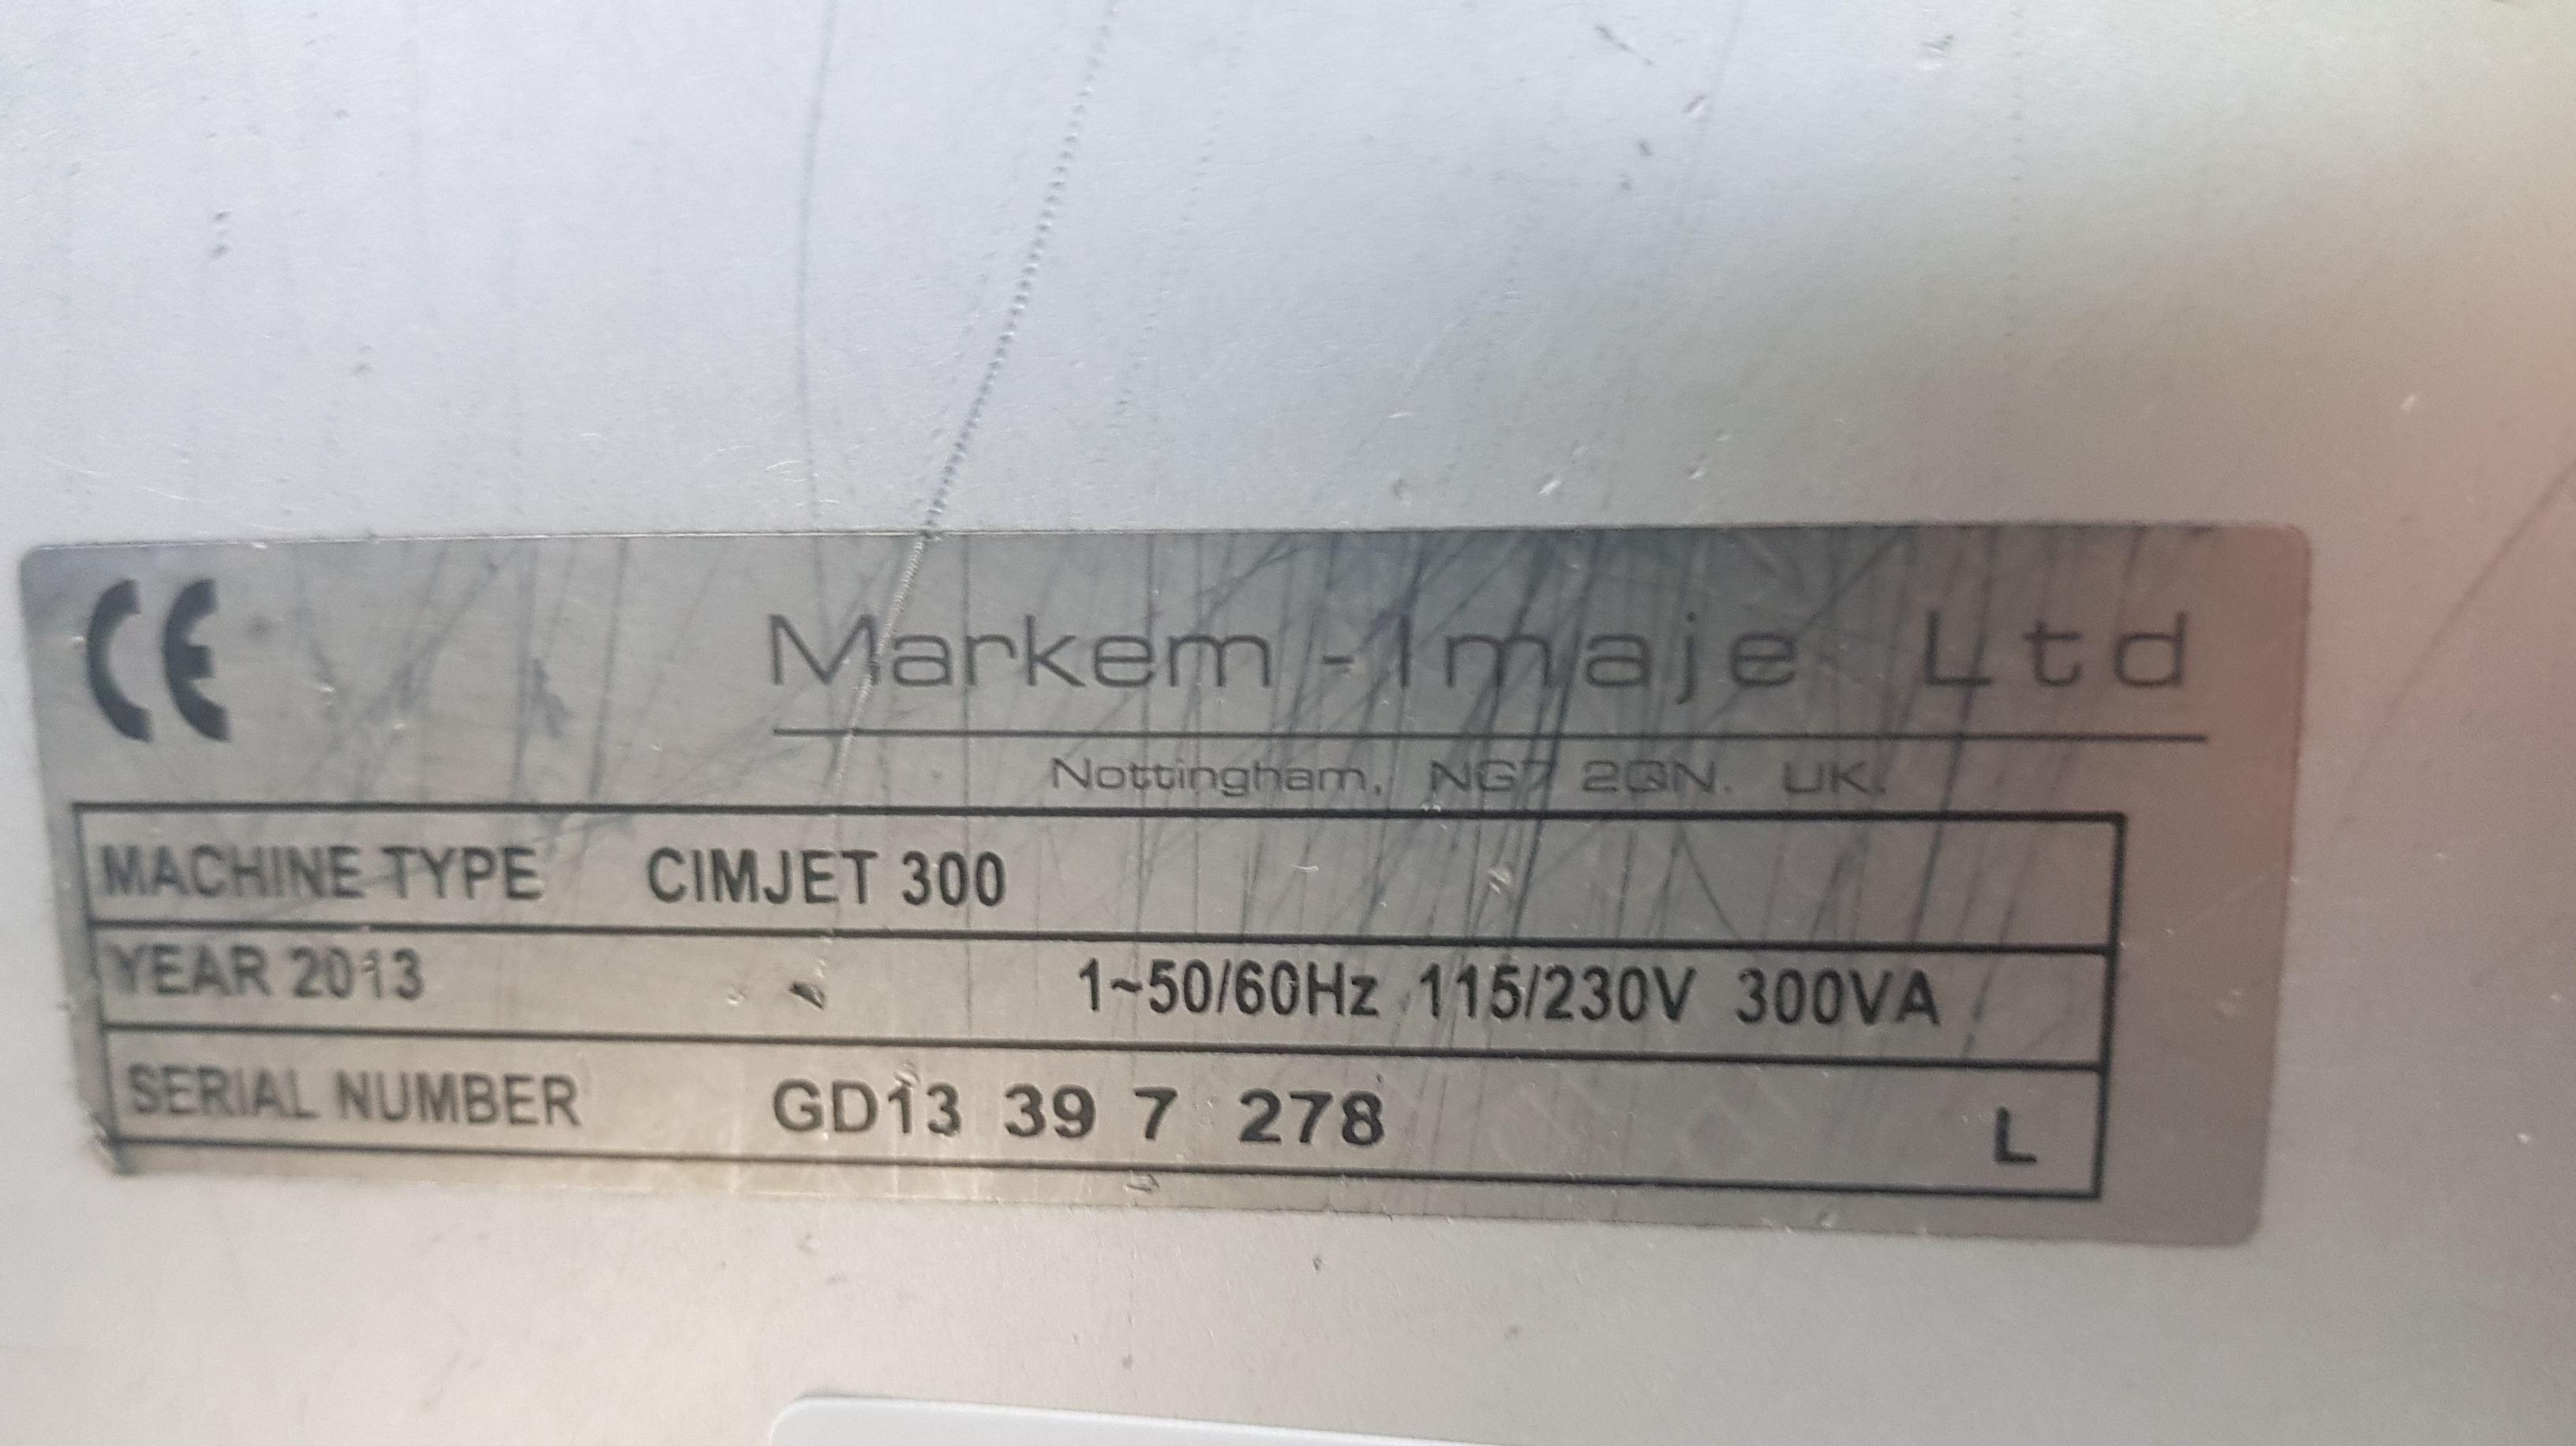 CE
Markem - Imaje Ltd
Nottingham, NG7 2QN. UK.
MACHINE TYPE CIMJET 300
YEAR 2013 1~50/60Hz 115/230V 300VA
SERIAL NUMBER GD13 39 7 278 L